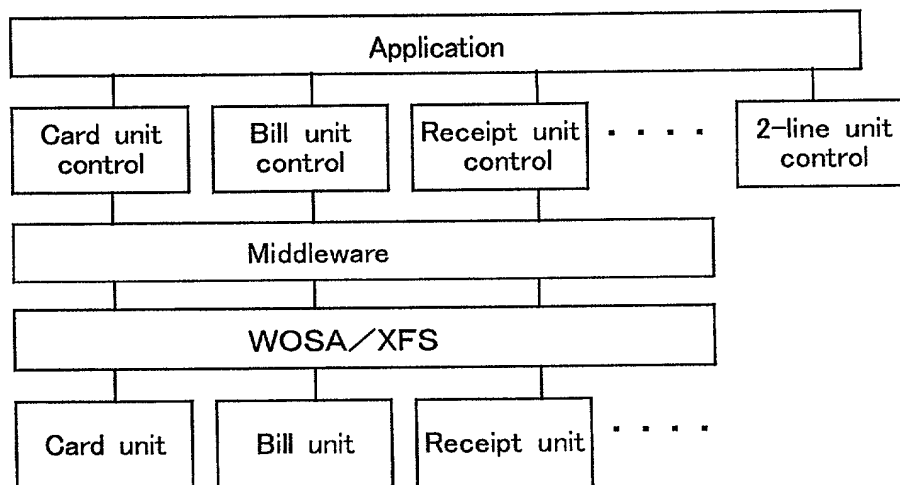 Application
Card unit
control
Bill unit
control
Receipt unit
control
· · · ·
2-line unit
control
Middleware
WOSA/XFS
Card unit
Bill unit
Receipt unit
· · · ·